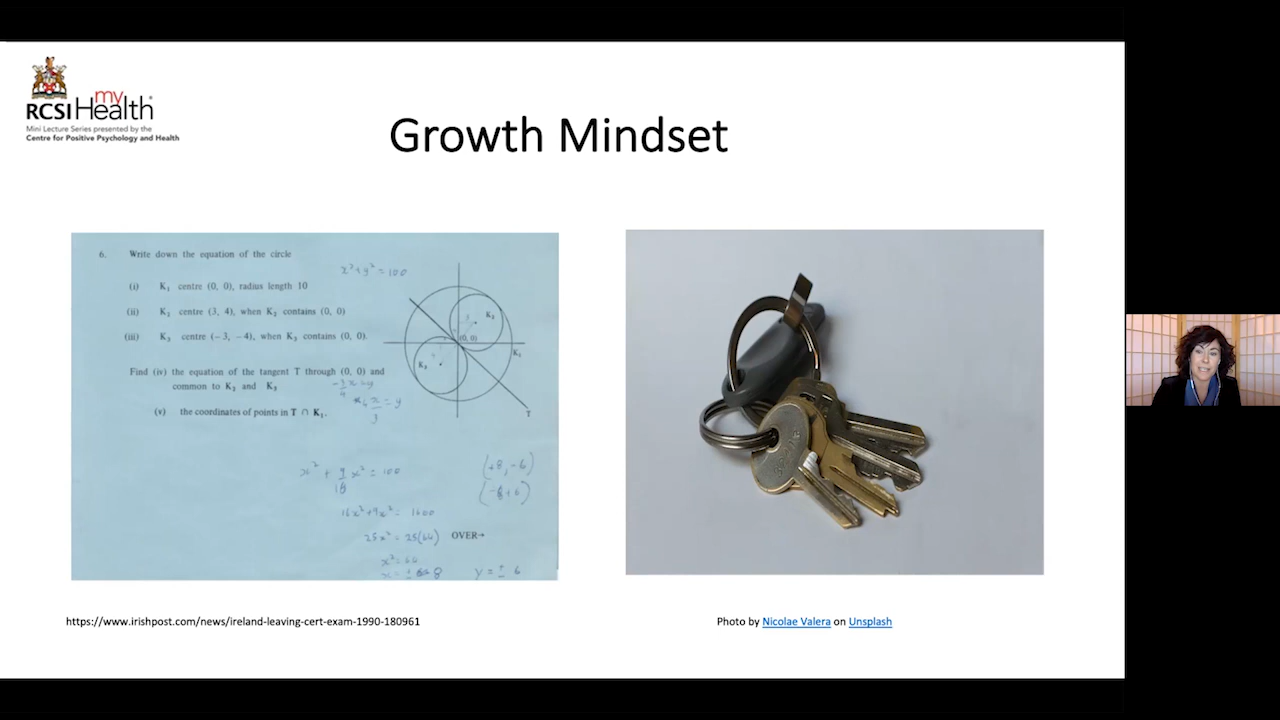 my
RCSI Health
Mini Lecture Series presented by the
Centre for Positive Psychology and Health
Growth Mindset
6. Write down the equation of the circle
x² + y² = 100
(i) K₁ centre (0, 0), radius length 10
(ii) K₂ centre (3, 4), when K₂ contains (0, 0)
(iii) K₃ centre (−3, −4), when K₃ contains (0, 0).
Find (iv) the equation of the tangent T through (0, 0) and
common to K₂ and K₃
(v) the coordinates of points in T ∩ K₁.
K₂
(0, 0)
K₁
K₃
T
x² + 9/16 x² = 100
(+8, −6)
16x² + 9x² = 1600
25x² = 25(64) OVER→
x² = 64
y = ± 6
https://www.irishpost.com/news/ireland-leaving-cert-exam-1990-180961
Photo by Nicolae Valera on Unsplash